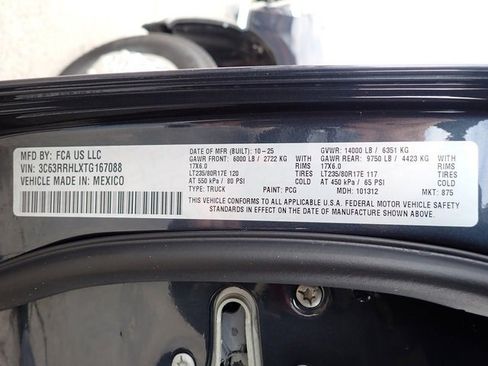 MFD BY: FCA US LLC
VIN: 3C63RRHLXTG167088
VEHICLE MADE IN: MEXICO
DATE OF MFR (BUILT): 10-25 GVWR: 14000 LB / 6351 KG
GAWR FRONT: 6000 LB / 2722 KG WITH GAWR REAR: 9750 LB / 4423 KG WITH
17X6.0 RIMS 17X6.0 RIMS
LT235/80R17E 120 TIRES LT235/80R17E 117 TIRES
AT 550 kPa / 80 PSI AT 450 kPa / 65 PSI
TYPE: TRUCK PAINT: PCG MDH: 101312 MKT: 875
THIS VEHICLE CONFORMS TO ALL APPLICABLE U.S.A. FEDERAL MOTOR VEHICLE SAFETY
STANDARDS IN EFFECT ON THE DATE OF MANUFACTURE SHOWN ABOVE.